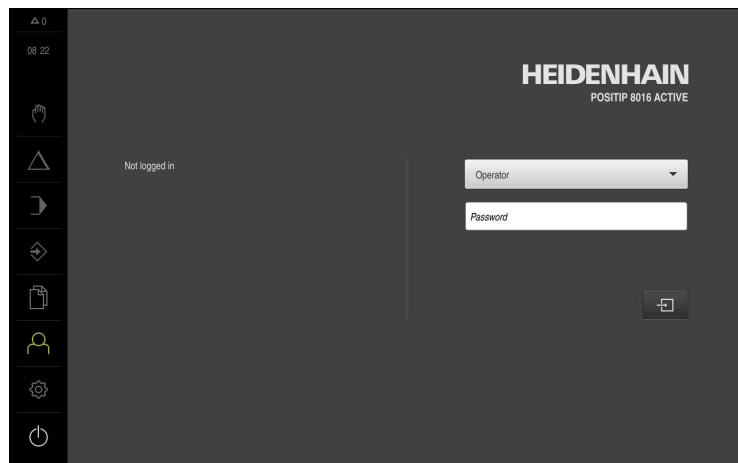 0
08 22
HEIDENHAIN
POSITIP 8016 ACTIVE
Not logged in
Operator
Password